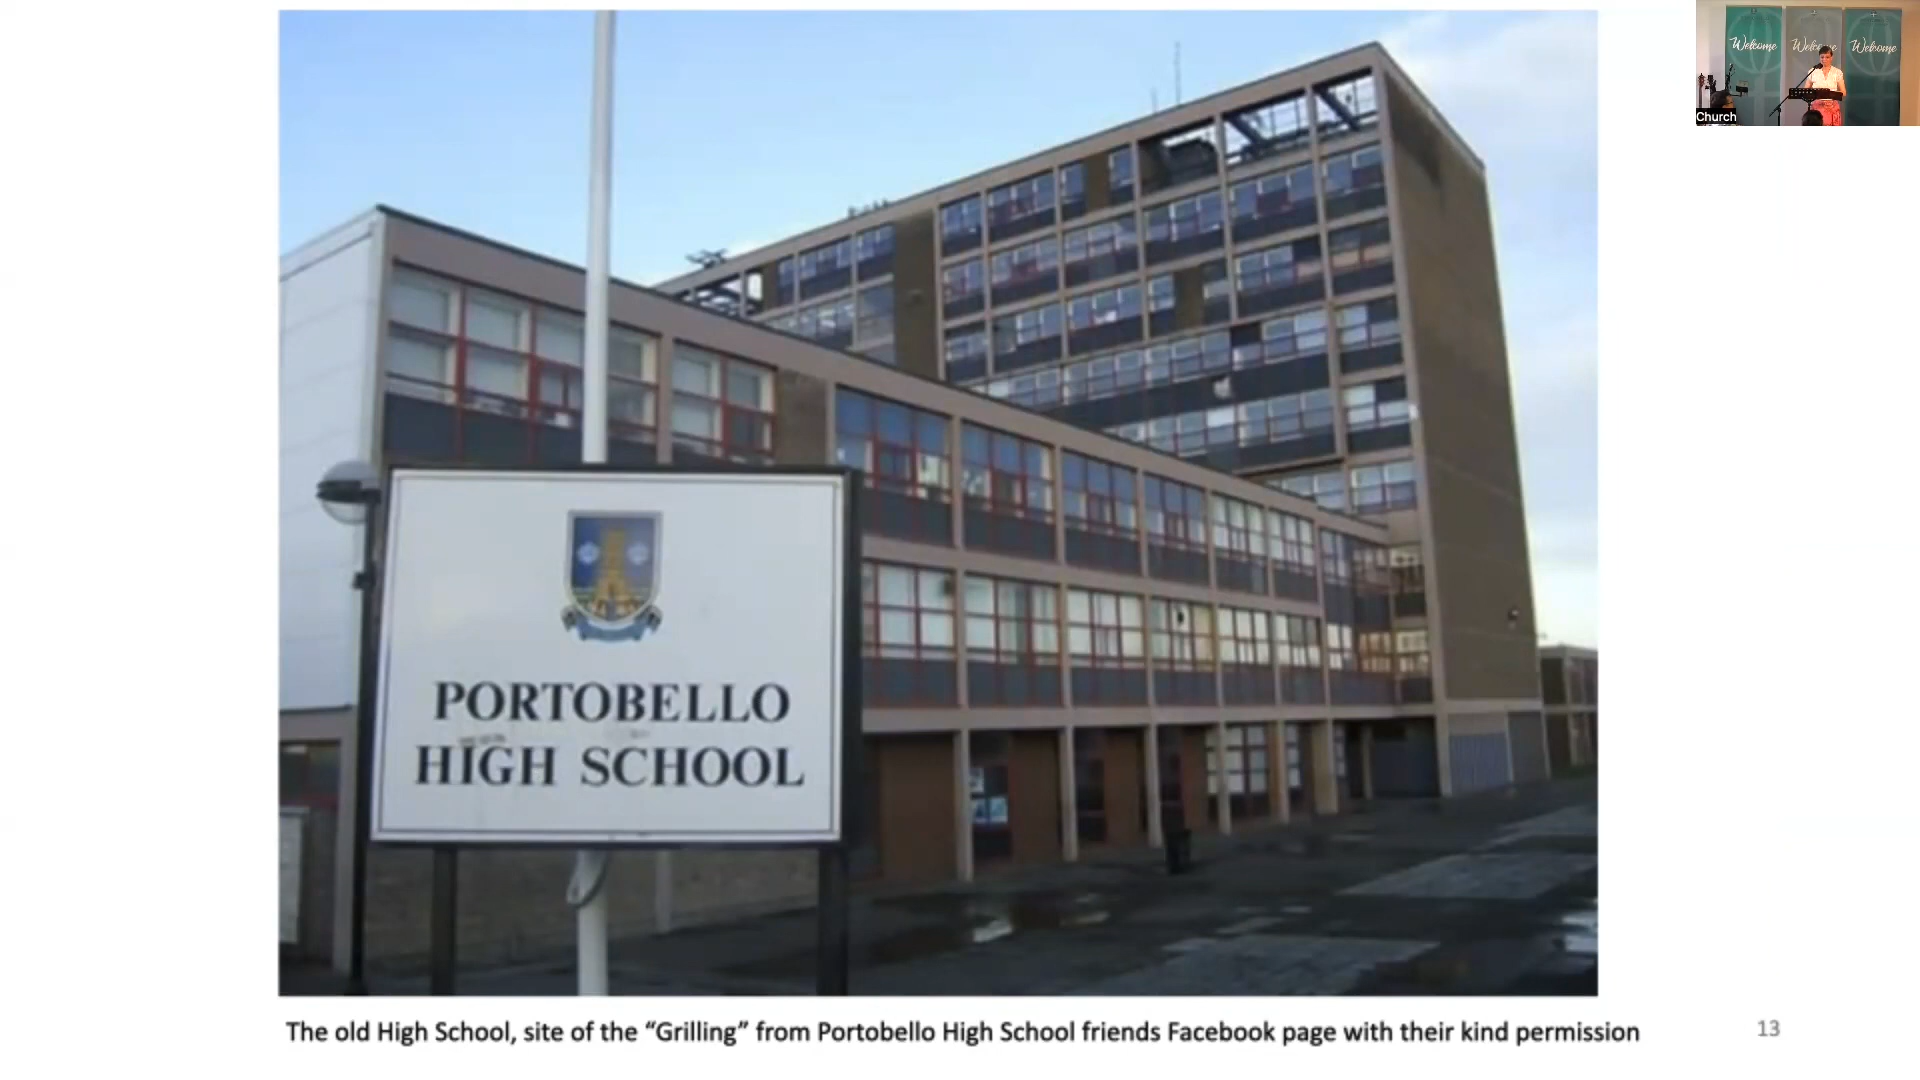 Welcome Welcome Welcome
Church
PORTOBELLO
HIGH SCHOOL
The old High School, site of the “Grilling” from Portobello High School friends Facebook page with their kind permission
13